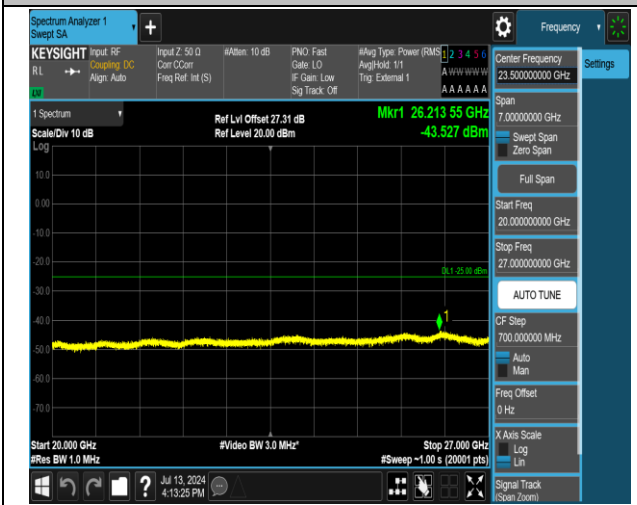 Spectrum Analyzer 1
Swept SA
+
Frequency
KEYSIGHT
RL
LXI
Input: RF
Coupling: DC
Align: Auto
Input Z: 50 Ω
Corr CCorr
Freq Ref: Int (S)
#Atten: 10 dB
PNO: Fast
Gate: LO
IF Gain: Low
Sig Track: Off
#Avg Type: Power (RMS
Avg|Hold: 1/1
Trig: External 1
1 2 3 4 5 6
A W W W W W
A A A A A A
1 Spectrum
Scale/Div 10 dB
Log
Ref Lvl Offset 27.31 dB
Ref Level 20.00 dBm
Mkr1 26.213 55 GHz
-43.527 dBm
10.0
0.00
-10.0
-20.0
-30.0
-40.0
-50.0
-60.0
-70.0
DL1 -25.00 dBm
1
Start 20.000 GHz
#Res BW 1.0 MHz
#Video BW 3.0 MHz*
Stop 27.000 GHz
#Sweep ~1.00 s (20001 pts)
Jul 13, 2024
4:13:25 PM
?
Center Frequency
23.500000000 GHz
Settings
Span
7.00000000 GHz
Swept Span
Zero Span
Full Span
Start Freq
20.000000000 GHz
Stop Freq
27.000000000 GHz
AUTO TUNE
CF Step
700.000000 MHz
Auto
Man
Freq Offset
0 Hz
X Axis Scale
Log
Lin
Signal Track
(Span Zoom)